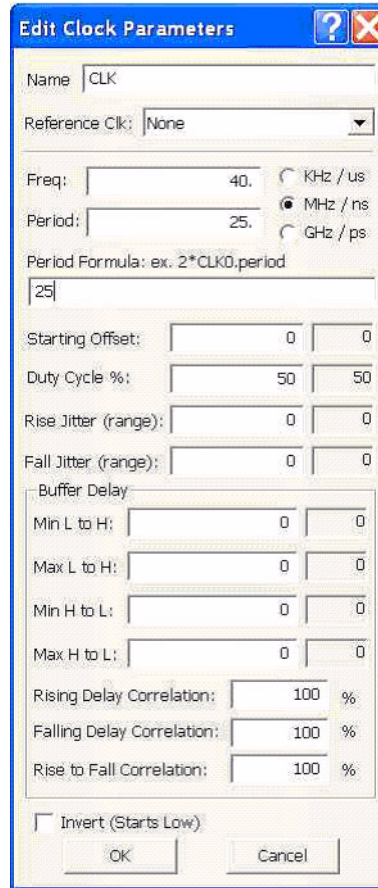 Edit Clock Parameters
Name CLK
Reference Clk: None
Freq: 40. KHz / us
MHz / ns
Period: 25. GHz / ps
Period Formula: ex. 2*CLK0.period
25
Starting Offset: 0 0
Duty Cycle %: 50 50
Rise Jitter (range): 0 0
Fall Jitter (range): 0 0
Buffer Delay
Min L to H: 0 0
Max L to H: 0 0
Min H to L: 0 0
Max H to L: 0 0
Rising Delay Correlation: 100 %
Falling Delay Correlation: 100 %
Rise to Fall Correlation: 100 %
Invert (Starts Low)
OK Cancel